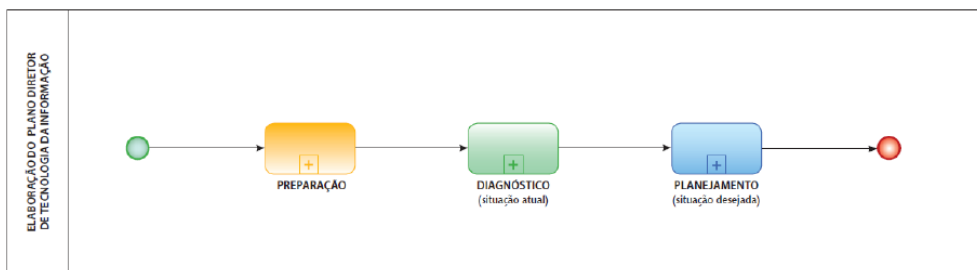 ELABORAÇÃO DO PLANO DIRETOR
DE TECNOLOGIA DA INFORMAÇÃO
PREPARAÇÃO
DIAGNÓSTICO
(situação atual)
PLANEJAMENTO
(situação desejada)